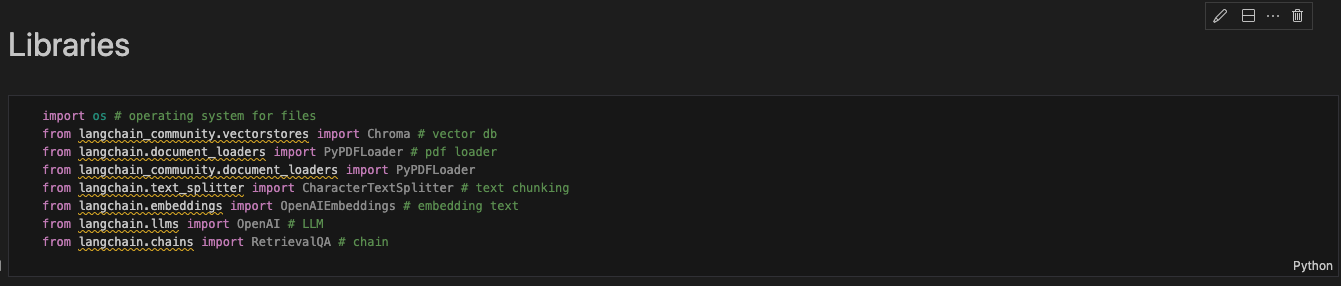 Libraries
import os # operating system for files
from langchain_community.vectorstores import Chroma # vector db
from langchain.document_loaders import PyPDFLoader # pdf loader
from langchain_community.document_loaders import PyPDFLoader
from langchain.text_splitter import CharacterTextSplitter # text chunking
from langchain.embeddings import OpenAIEmbeddings # embedding text
from langchain.llms import OpenAI # LLM
from langchain.chains import RetrievalQA # chain
Python